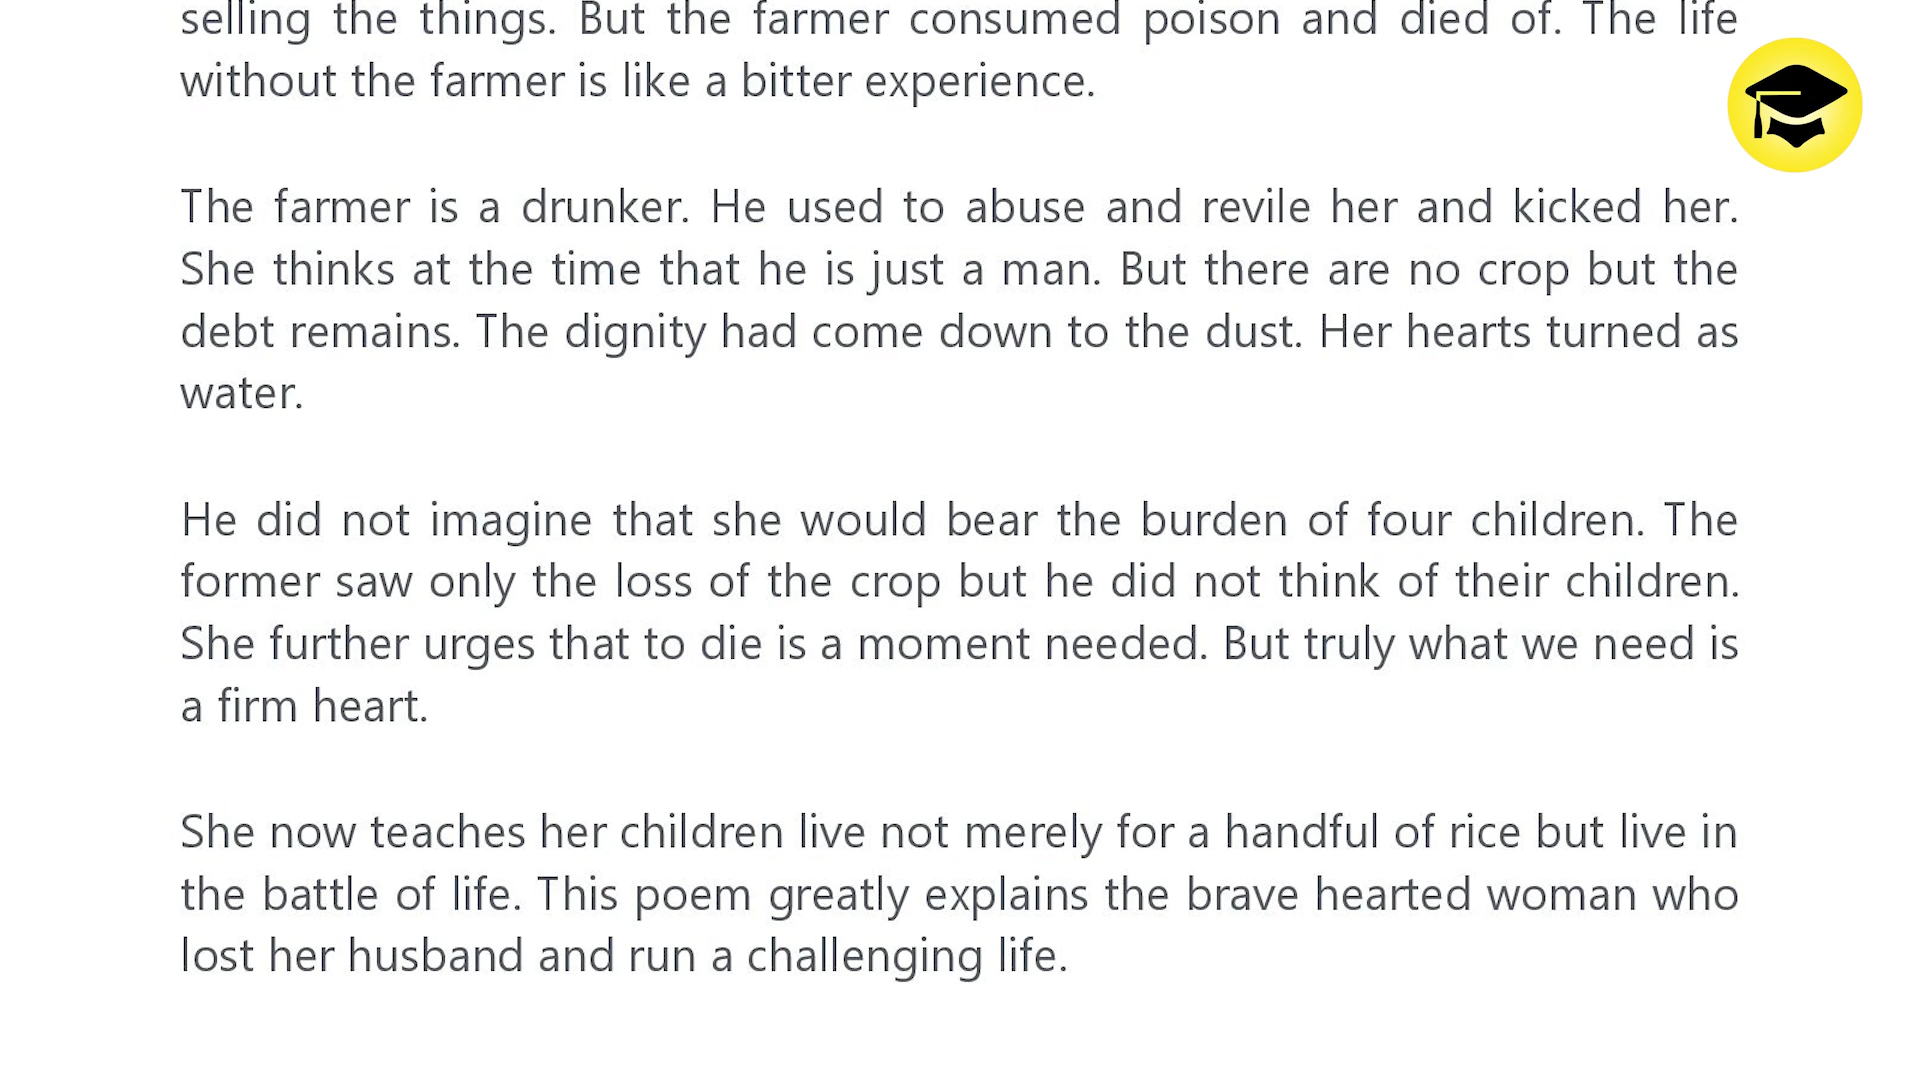 selling the things. But the farmer consumed poison and died of. The life
without the farmer is like a bitter experience.
The farmer is a drunker. He used to abuse and revile her and kicked her.
She thinks at the time that he is just a man. But there are no crop but the
debt remains. The dignity had come down to the dust. Her hearts turned as
water.
He did not imagine that she would bear the burden of four children. The
former saw only the loss of the crop but he did not think of their children.
She further urges that to die is a moment needed. But truly what we need is
a firm heart.
She now teaches her children live not merely for a handful of rice but live in
the battle of life. This poem greatly explains the brave hearted woman who
lost her husband and run a challenging life.